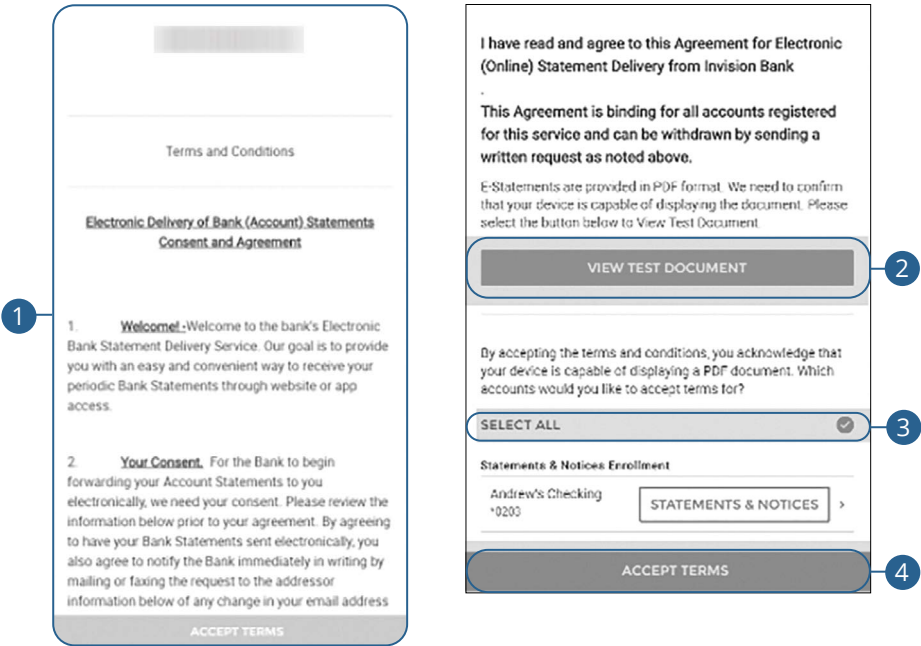 Terms and Conditions
Electronic Delivery of Bank (Account) Statements
Consent and Agreement
1. Welcome! -Welcome to the bank's Electronic
Bank Statement Delivery Service. Our goal is to provide
you with an easy and convenient way to receive your
periodic Bank Statements through website or app
access.
2. Your Consent. For the Bank to begin
forwarding your Account Statements to you
electronically, we need your consent. Please review the
information below prior to your agreement. By agreeing
to have your Bank Statements sent electronically, you
also agree to notify the Bank immediately in writing by
mailing or faxing the request to the addressor
information below of any change in your email address
ACCEPT TERMS
1
I have read and agree to this Agreement for Electronic
(Online) Statement Delivery from Invision Bank
.
This Agreement is binding for all accounts registered
for this service and can be withdrawn by sending a
written request as noted above.
E-Statements are provided in PDF format. We need to confirm
that your device is capable of displaying the document. Please
select the button below to View Test Document
VIEW TEST DOCUMENT
2
By accepting the terms and conditions, you acknowledge that
your device is capable of displaying a PDF document. Which
accounts would you like to accept terms for?
SELECT ALL
3
Statements & Notices Enrollment
Andrew's Checking
*0203
STATEMENTS & NOTICES >
ACCEPT TERMS
4